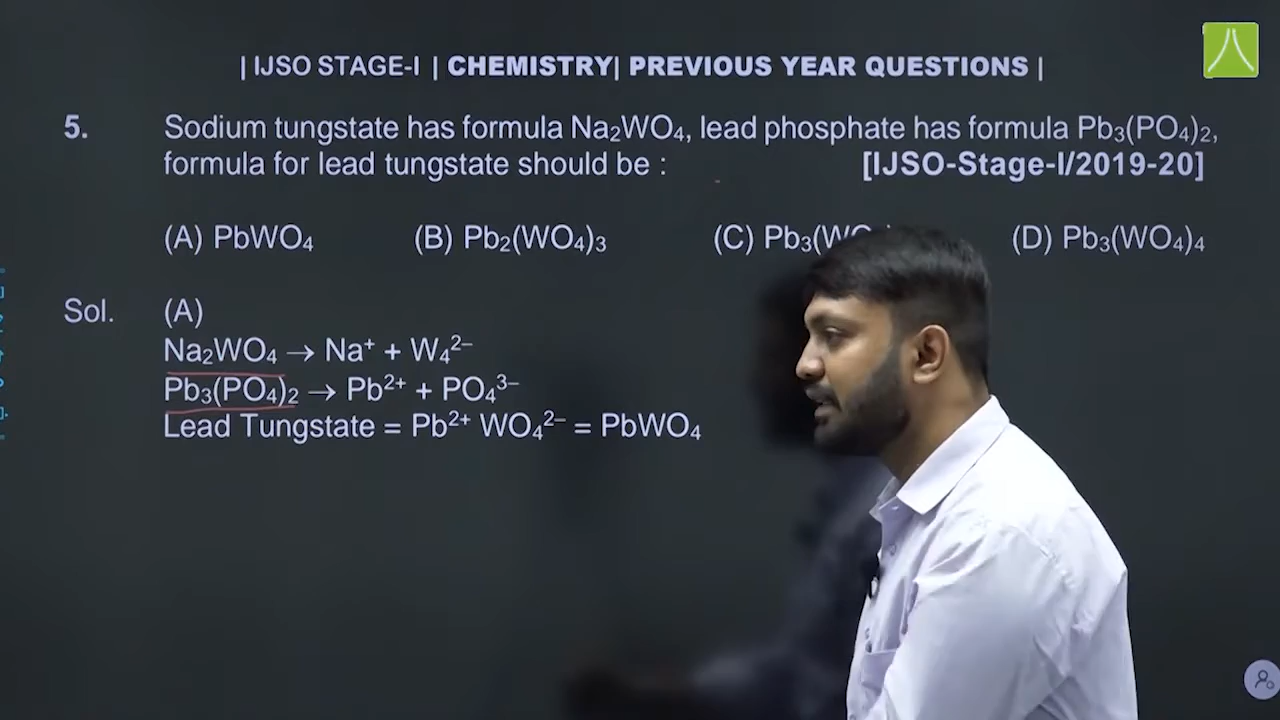 | IJSO STAGE-I | CHEMISTRY| PREVIOUS YEAR QUESTIONS |
5. Sodium tungstate has formula Na₂WO₄, lead phosphate has formula Pb₃(PO₄)₂,
formula for lead tungstate should be : [IJSO-Stage-I/2019-20]
(A) PbWO₄ (B) Pb₂(WO₄)₃ (C) Pb₃(WO (D) Pb₃(WO₄)₄
Sol. (A)
Na₂WO₄ → Na⁺ + W₄²⁻
Pb₃(PO₄)₂ → Pb²⁺ + PO₄³⁻
Lead Tungstate = Pb²⁺ WO₄²⁻ = PbWO₄